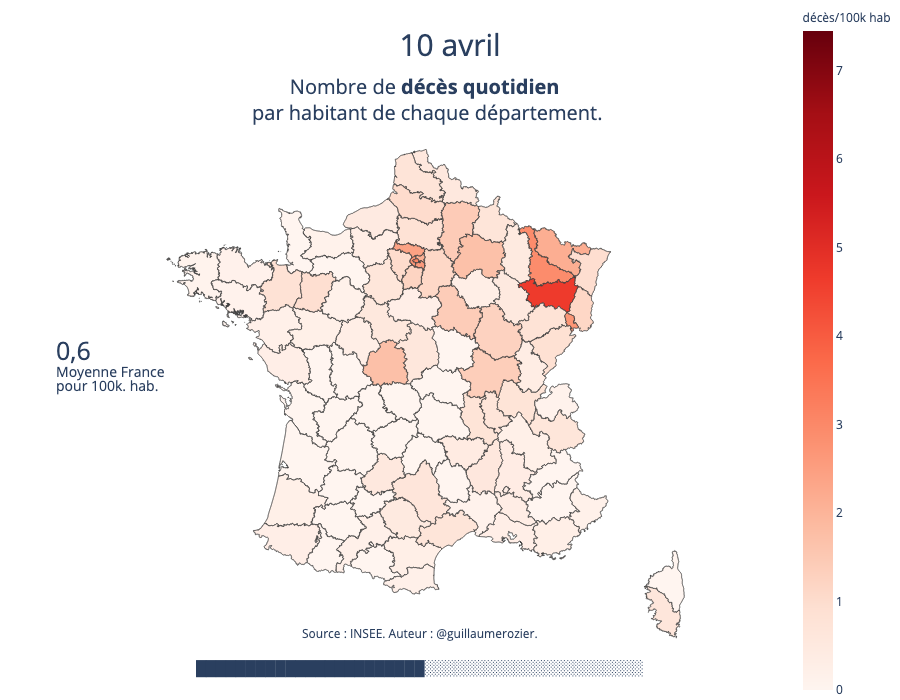 décès/100k hab
10 avril
Nombre de décès quotidien
par habitant de chaque département.
7
6
5
4
3
2
1
0
0,6
Moyenne France
pour 100k. hab.
Source : INSEE. Auteur : @guillaumerozier.